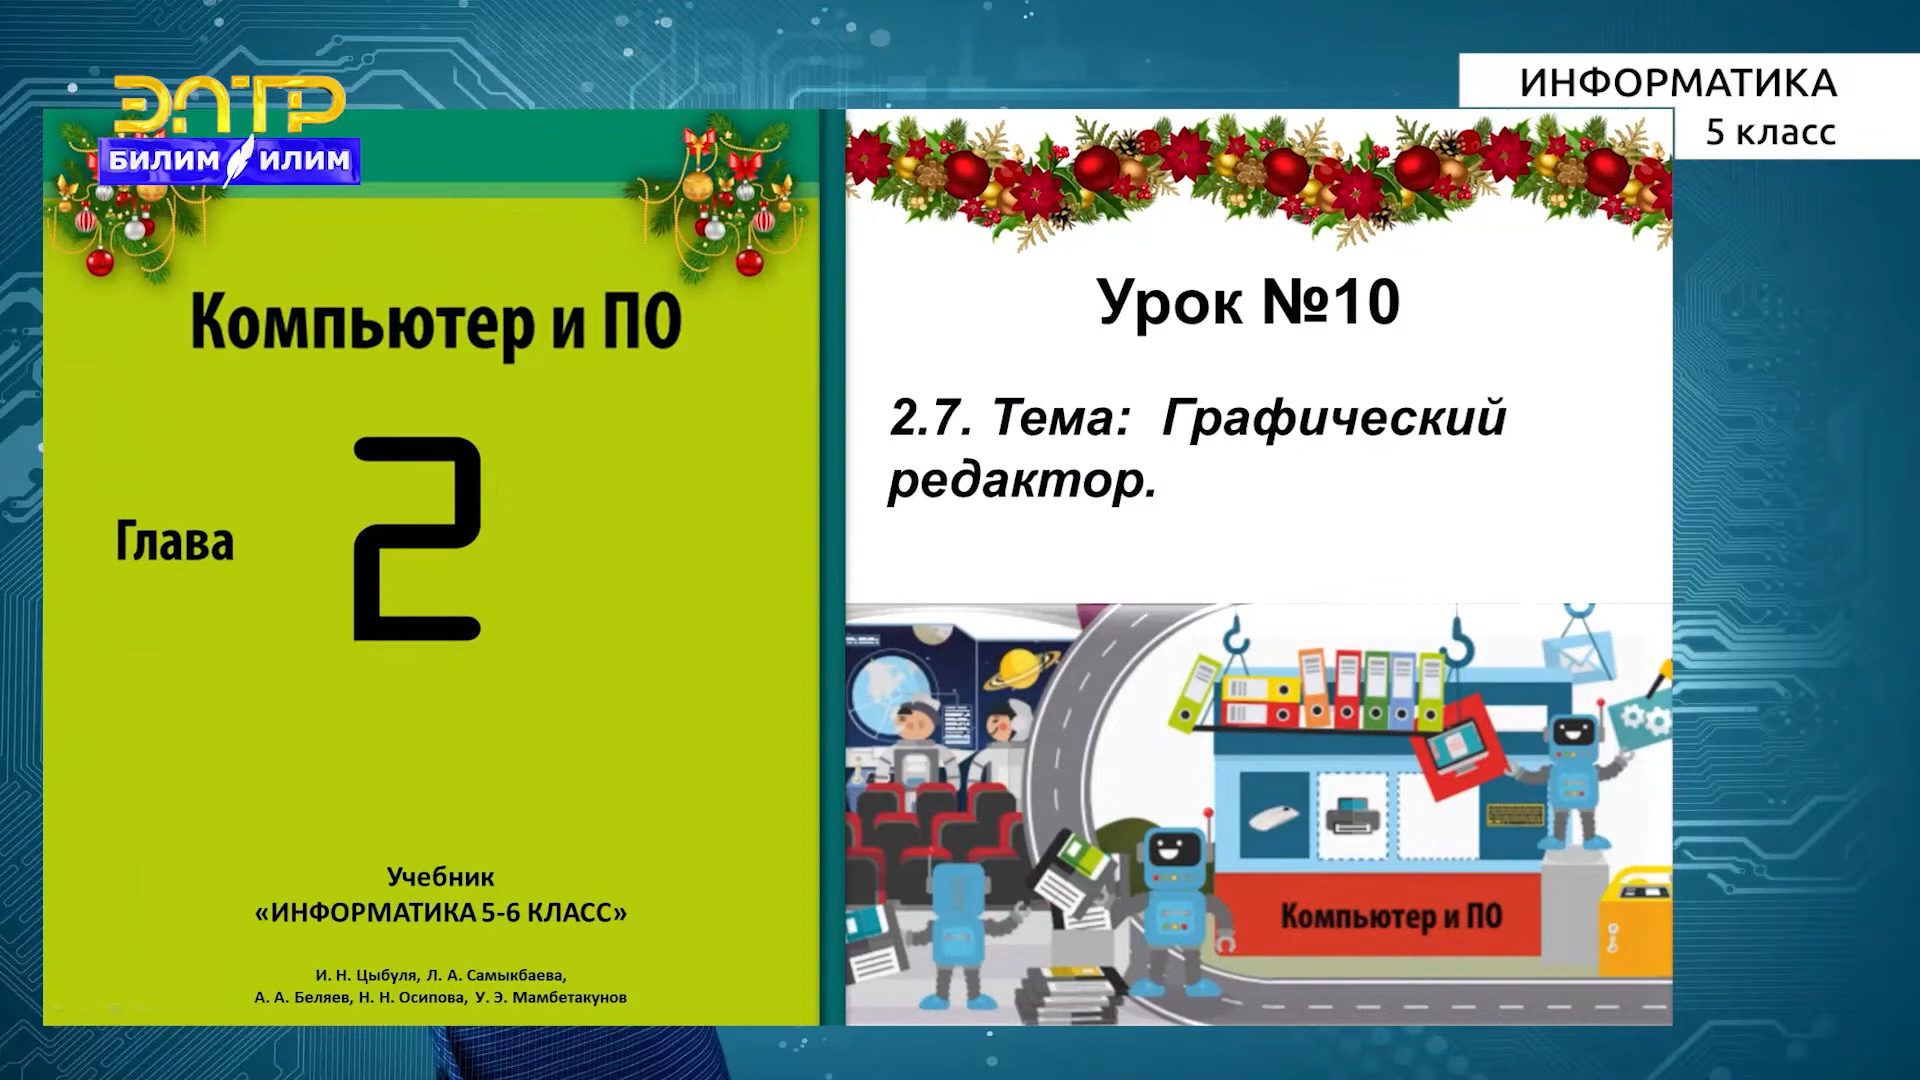 ЭЛТР
БИЛИМ ИЛИМ
ИНФОРМАТИКА
5 класс
Компьютер и ПО
Глава
2
Учебник
«ИНФОРМАТИКА 5-6 КЛАСС»
И. Н. Цыбуля, Л. А. Самыкбаева,
А. А. Беляев, Н. Н. Осипова, У. Э. Мамбетакунов
Урок №10
2.7. Тема: Графический
редактор.
Компьютер и ПО